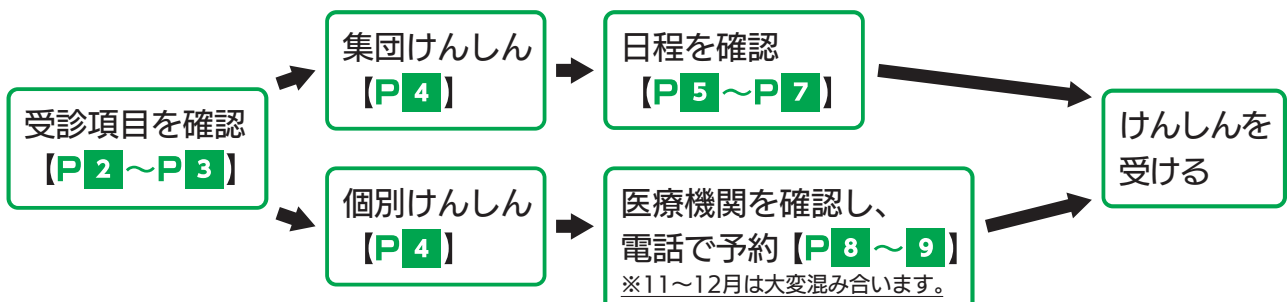 受診項目を確認
【P2～P3】
集団けんしん
【P4】
日程を確認
【P5～P7】
個別けんしん
【P4】
医療機関を確認し、
電話で予約【P8～9】
※11～12月は大変混み合います。
けんしんを
受ける